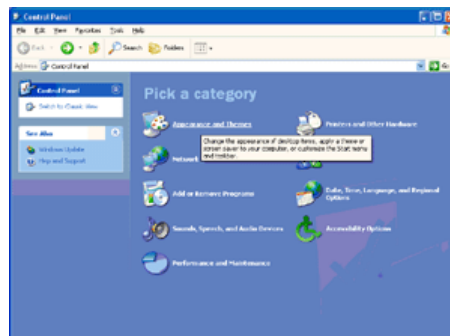 Control Panel
File Edit View Favorites Tools Help
Back Search Folders
Address Control Panel Go
Control Panel
Switch to Classic View
See Also
Windows Update
Help and Support
Pick a category
Appearance and Themes
Printers and Other Hardware
Change the appearance of desktop items, apply a theme or
screen saver to your computer, or customize the Start menu
and taskbar.
Network
Add or Remove Programs
Date, Time, Language, and Regional
Options
Sounds, Speech, and Audio Devices
Accessibility Options
Performance and Maintenance